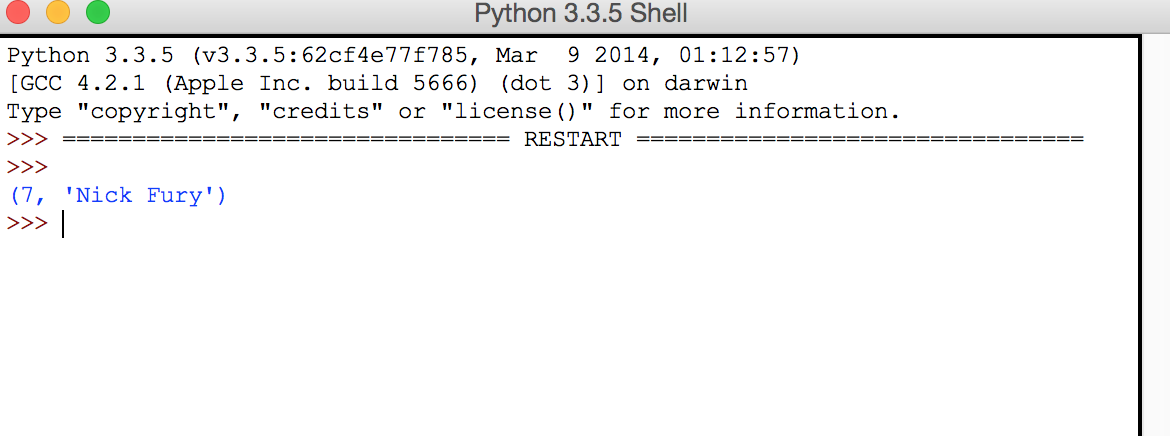 Python 3.3.5 Shell
Python 3.3.5 (v3.3.5:62cf4e77f785, Mar  9 2014, 01:12:57)
[GCC 4.2.1 (Apple Inc. build 5666) (dot 3)] on darwin
Type "copyright", "credits" or "license()" for more information.
>>> ================================ RESTART ================================
>>>
(7, 'Nick Fury')
>>>